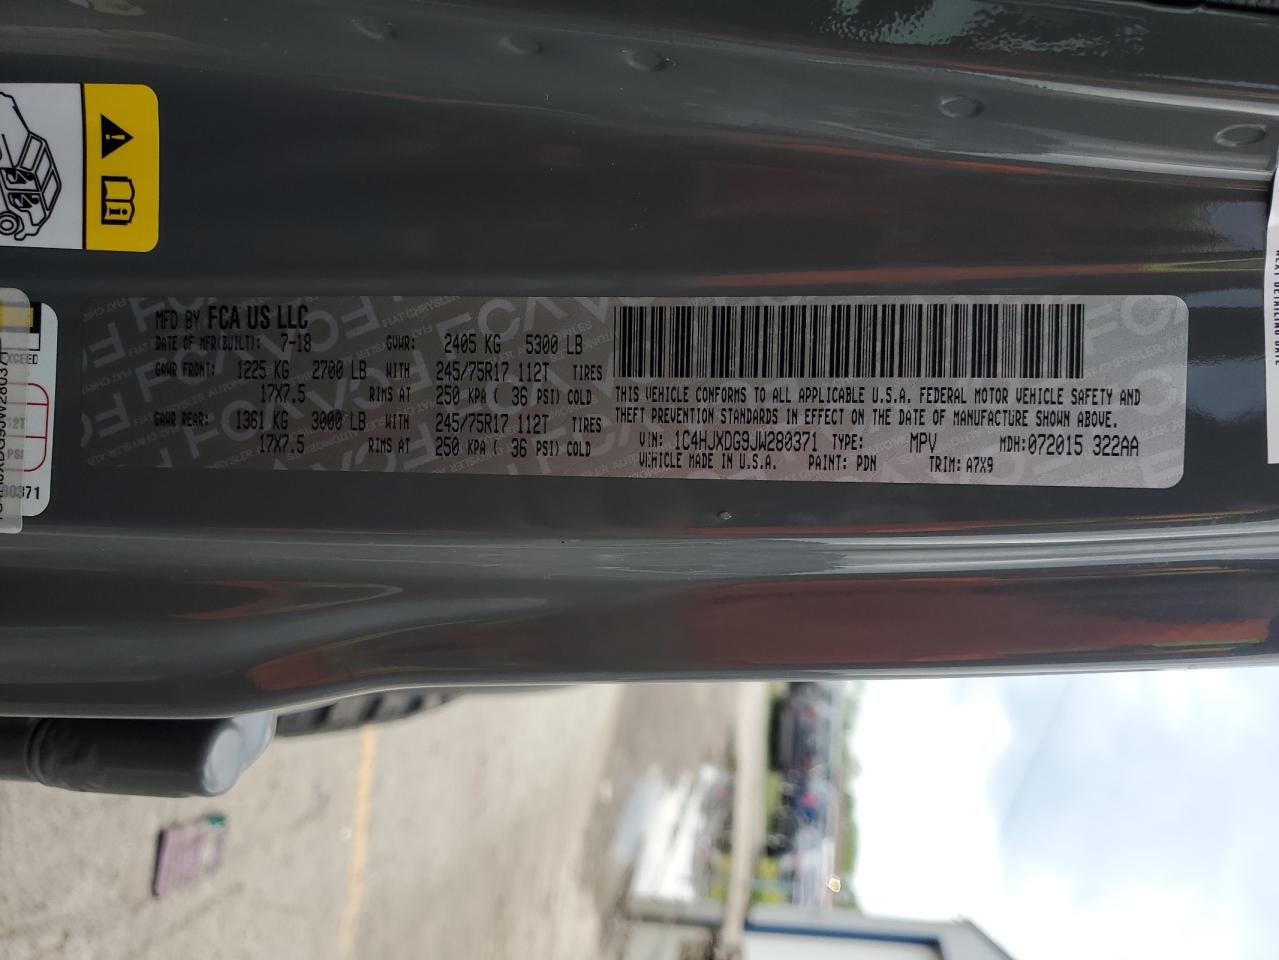 MFD BY FCA US LLC
DATE OF MFR(BUILT): 7-18 GVWR: 2405 KG 5300 LB
GAWR FRONT: 1225 KG 2700 LB WITH 245/75R17 112T TIRES
17X7.5 RIMS AT 250 KPA ( 36 PSI) COLD
GAWR REAR: 1361 KG 3000 LB WITH 245/75R17 112T TIRES
17X7.5 RIMS AT 250 KPA ( 36 PSI) COLD
THIS VEHICLE CONFORMS TO ALL APPLICABLE U.S.A. FEDERAL MOTOR VEHICLE SAFETY AND
THEFT PREVENTION STANDARDS IN EFFECT ON THE DATE OF MANUFACTURE SHOWN ABOVE.
VIN: 1C4HJXDG9JW280371 TYPE: MPV MDH:072015 322AA
VEHICLE MADE IN U.S.A. PAINT: PDN TRIM: A7X9
XCEED
PSI